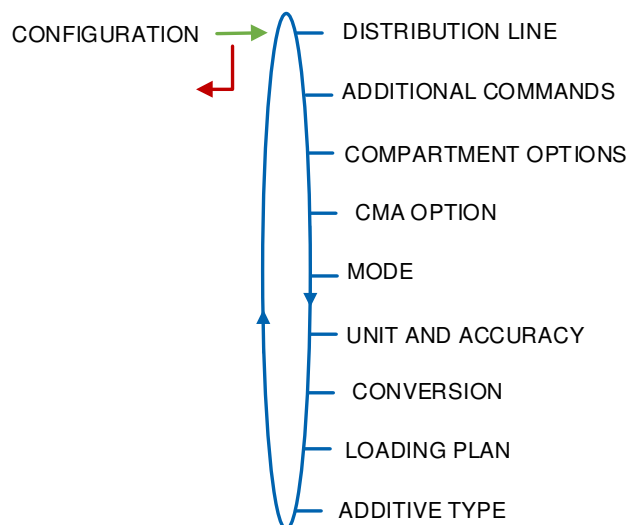 CONFIGURATION
DISTRIBUTION LINE
ADDITIONAL COMMANDS
COMPARTMENT OPTIONS
CMA OPTION
MODE
UNIT AND ACCURACY
CONVERSION
LOADING PLAN
ADDITIVE TYPE